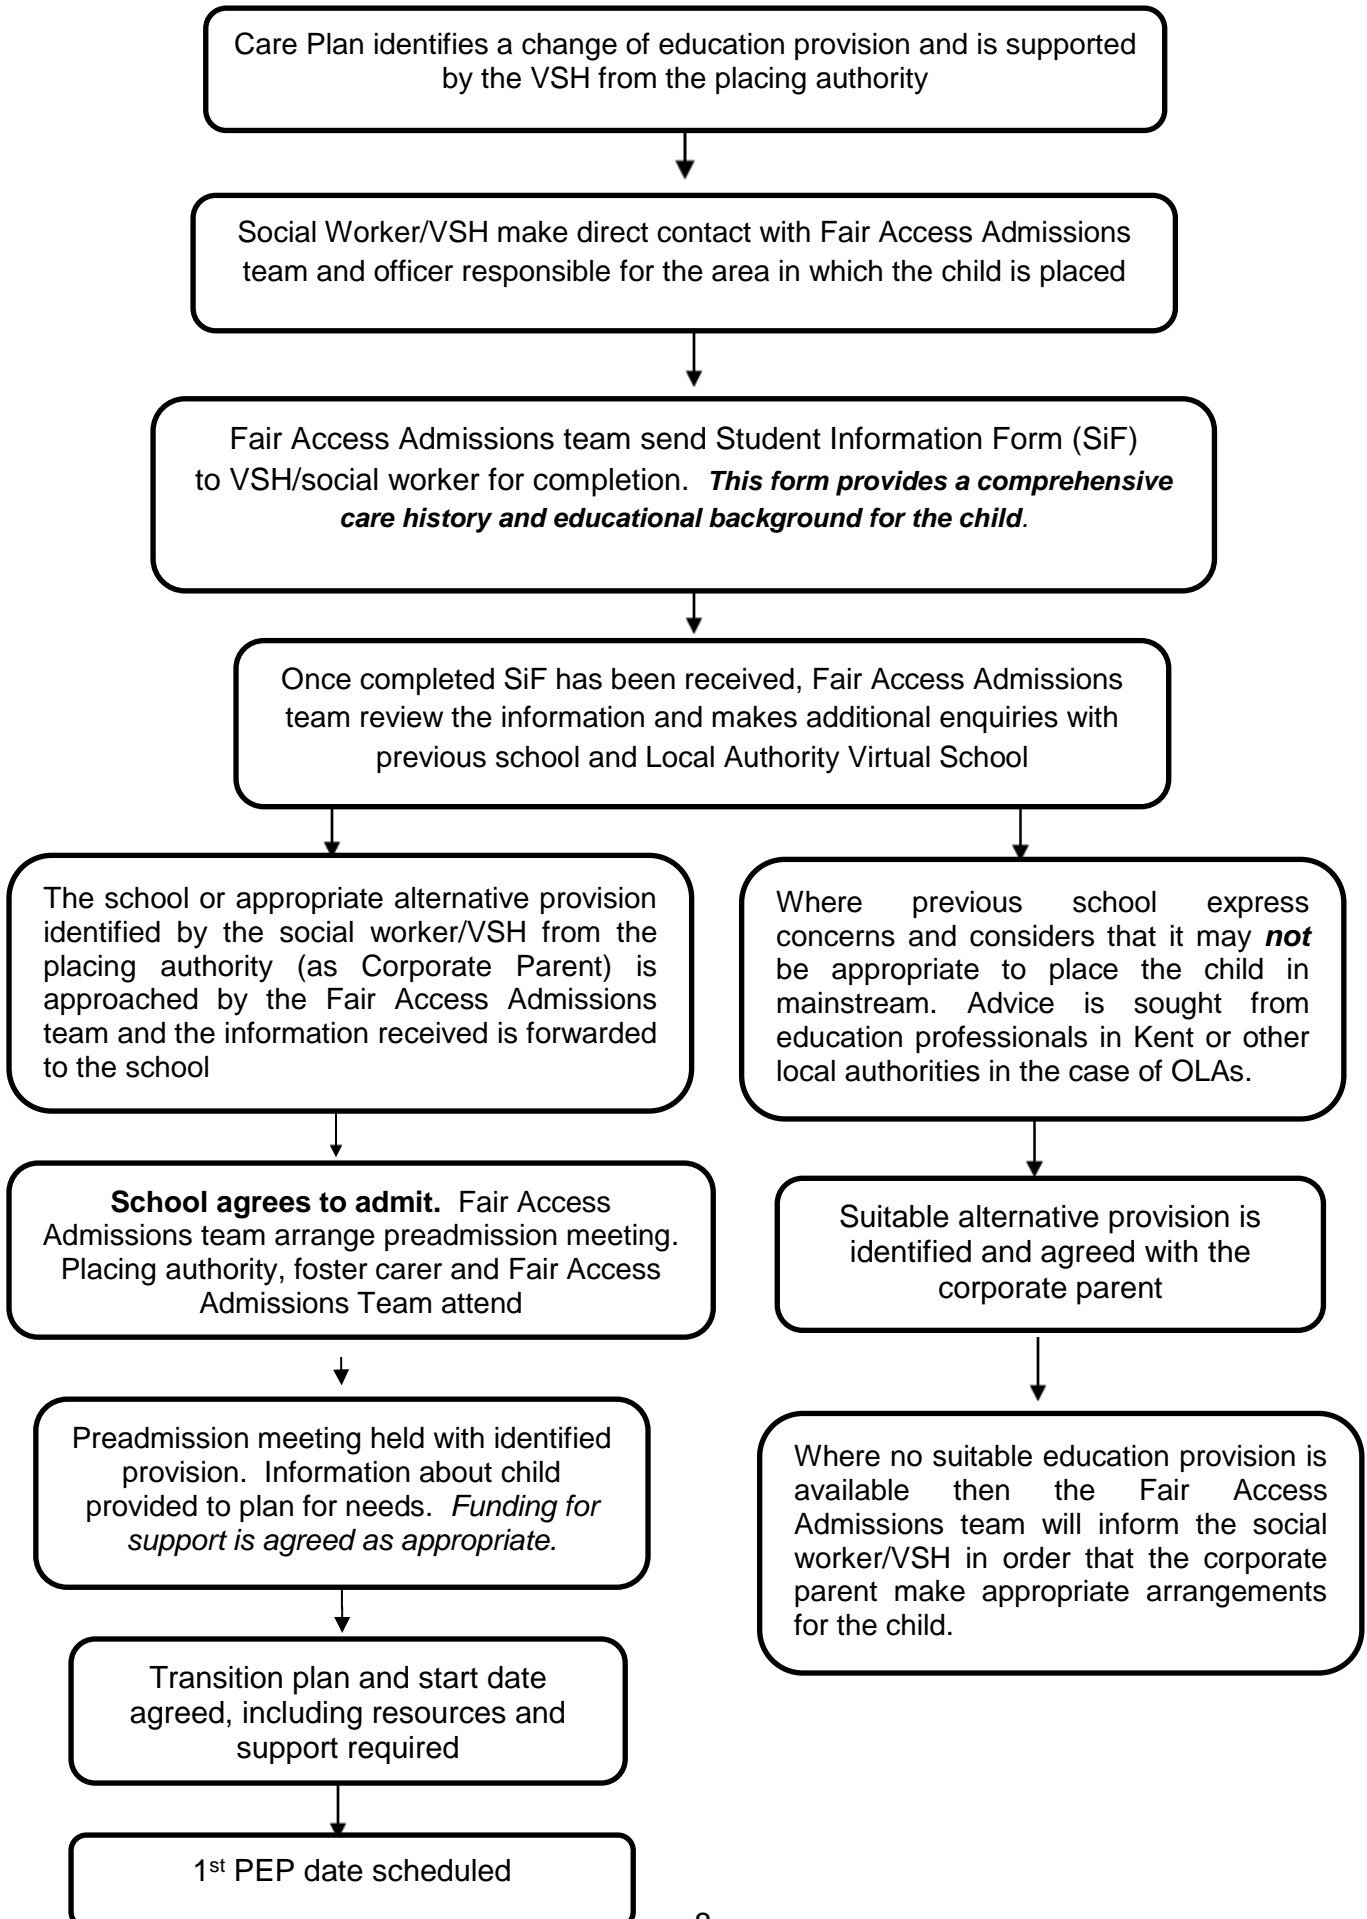 Care Plan identifies a change of education provision and is supported
by the VSH from the placing authority
Social Worker/VSH make direct contact with Fair Access Admissions
team and officer responsible for the area in which the child is placed
Fair Access Admissions team send Student Information Form (SiF)
to VSH/social worker for completion. This form provides a comprehensive
care history and educational background for the child.
Once completed SiF has been received, Fair Access Admissions
team review the information and makes additional enquiries with
previous school and Local Authority Virtual School
The school or appropriate alternative provision
identified by the social worker/VSH from the
placing authority (as Corporate Parent) is
approached by the Fair Access Admissions
team and the information received is forwarded
to the school
Where previous school express
concerns and considers that it may not
be appropriate to place the child in
mainstream. Advice is sought from
education professionals in Kent or other
local authorities in the case of OLAs.
School agrees to admit. Fair Access
Admissions team arrange preadmission meeting.
Placing authority, foster carer and Fair Access
Admissions Team attend
Suitable alternative provision is
identified and agreed with the
corporate parent
Preadmission meeting held with identified
provision. Information about child
provided to plan for needs. Funding for
support is agreed as appropriate.
Where no suitable education provision is
available then the Fair Access
Admissions team will inform the social
worker/VSH in order that the corporate
parent make appropriate arrangements
for the child.
Transition plan and start date
agreed, including resources and
support required
1st PEP date scheduled